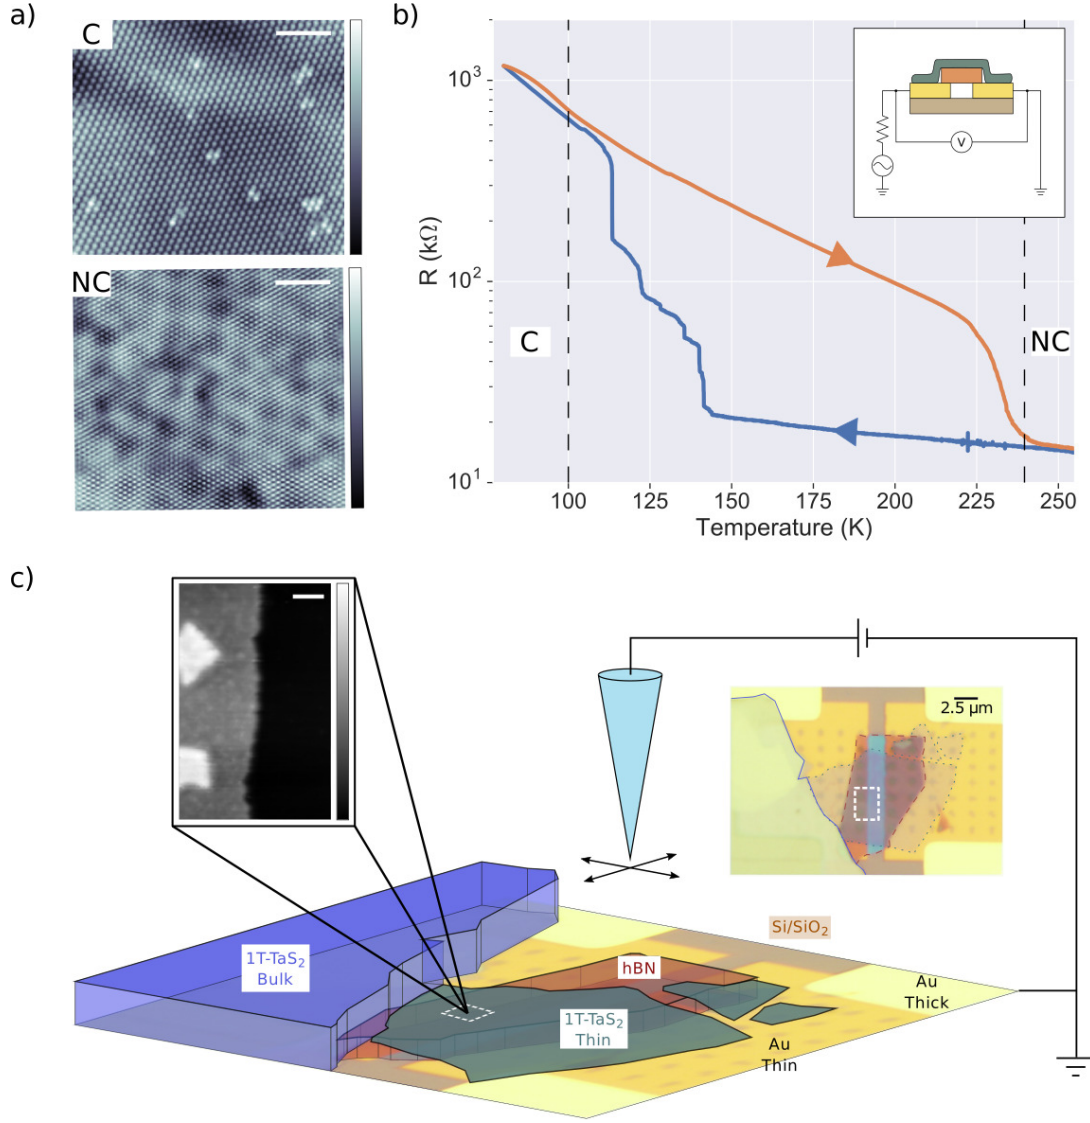 a)
C
NC
b)
R (kΩ)
10³
10²
10¹
C
NC
V
100
125
150
175
200
225
250
Temperature (K)
c)
2.5 µm
Si/SiO₂
1T-TaS₂
Bulk
hBN
1T-TaS₂
Thin
Au
Thick
Au
Thin